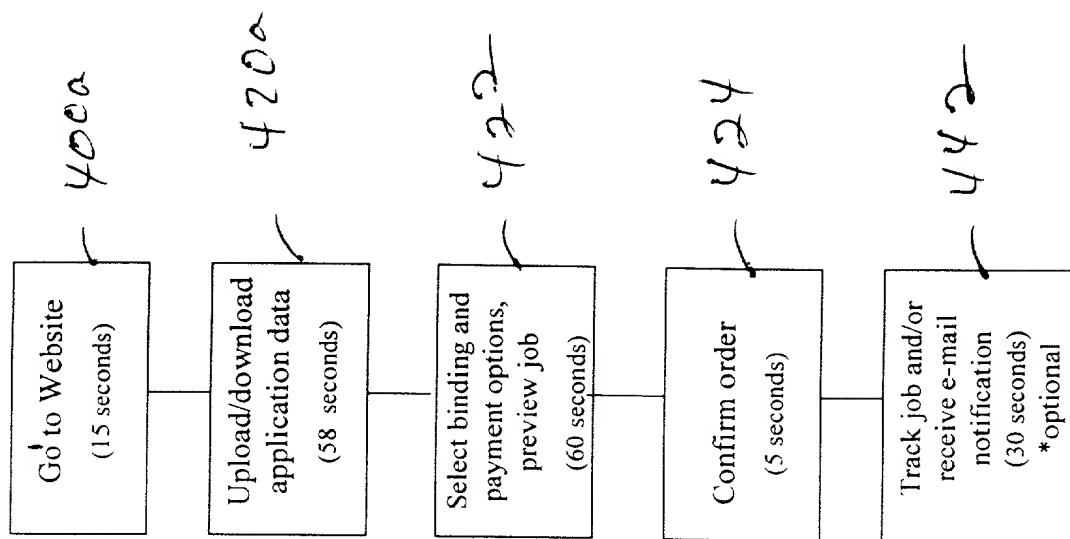 Go to Website
(15 seconds)
400a
Upload/download
application data
(58 seconds)
420a
Select binding and
payment options,
preview job
(60 seconds)
422
Confirm order
(5 seconds)
424
Track job and/or
receive e-mail
notification
(30 seconds)
*optional
442